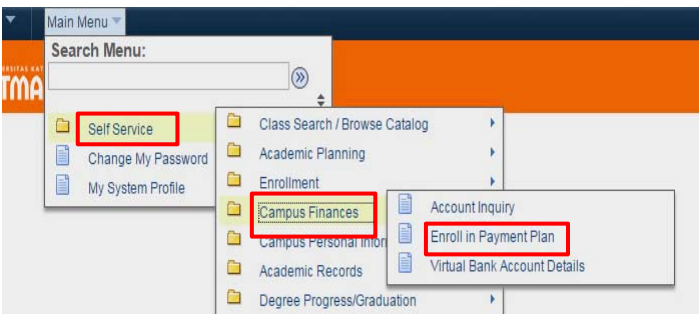 Main Menu
Search Menu:
Self Service
Change My Password
My System Profile
Class Search / Browse Catalog
Academic Planning
Enrollment
Campus Finances
Campus Personal
Academic Records
Degree Progress/Graduation
Account Inquiry
Enroll in Payment Plan
Virtual Bank Account Details